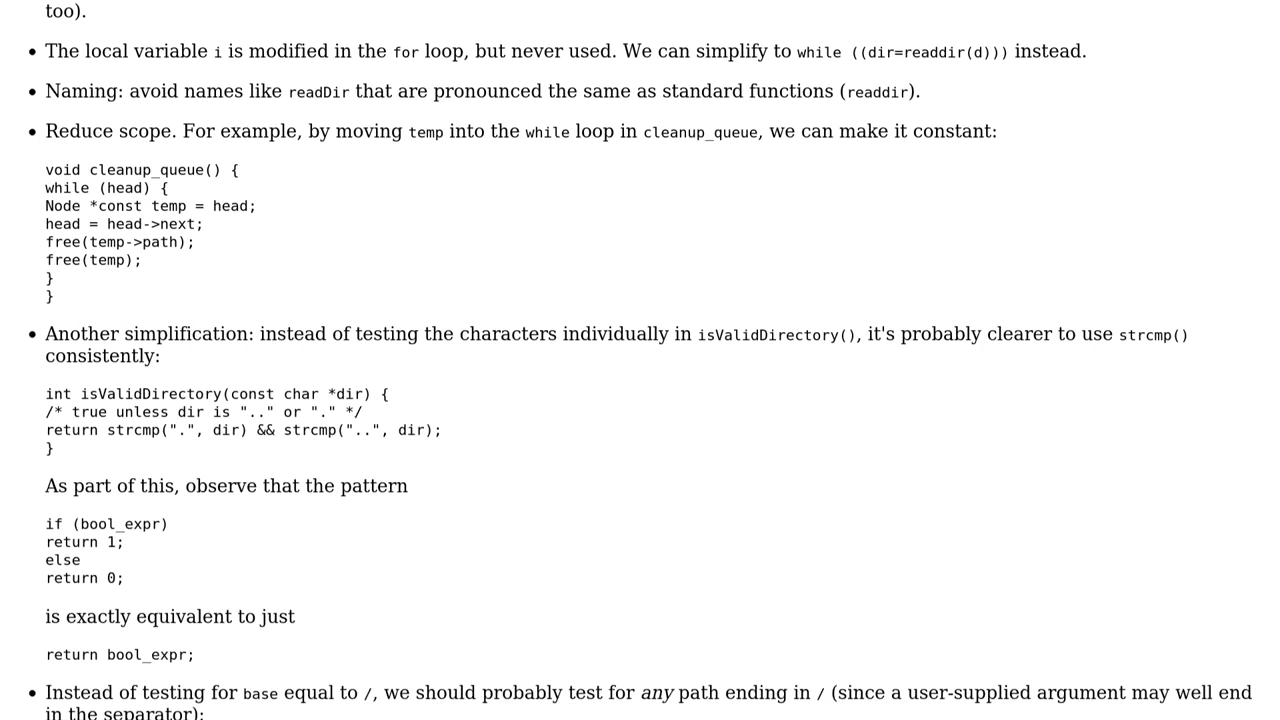 too).
• The local variable i is modified in the for loop, but never used. We can simplify to while ((dir=readdir(d))) instead.
• Naming: avoid names like readDir that are pronounced the same as standard functions (readdir).
• Reduce scope. For example, by moving temp into the while loop in cleanup_queue, we can make it constant:
void cleanup_queue() {
while (head) {
Node *const temp = head;
head = head->next;
free(temp->path);
free(temp);
}
}
• Another simplification: instead of testing the characters individually in isValidDirectory(), it's probably clearer to use strcmp()
consistently:
int isValidDirectory(const char *dir) {
/* true unless dir is ".." or "." */
return strcmp(".", dir) && strcmp("..", dir);
}
As part of this, observe that the pattern
if (bool_expr)
return 1;
else
return 0;
is exactly equivalent to just
return bool_expr;
• Instead of testing for base equal to /, we should probably test for any path ending in / (since a user-supplied argument may well end
in the separator):